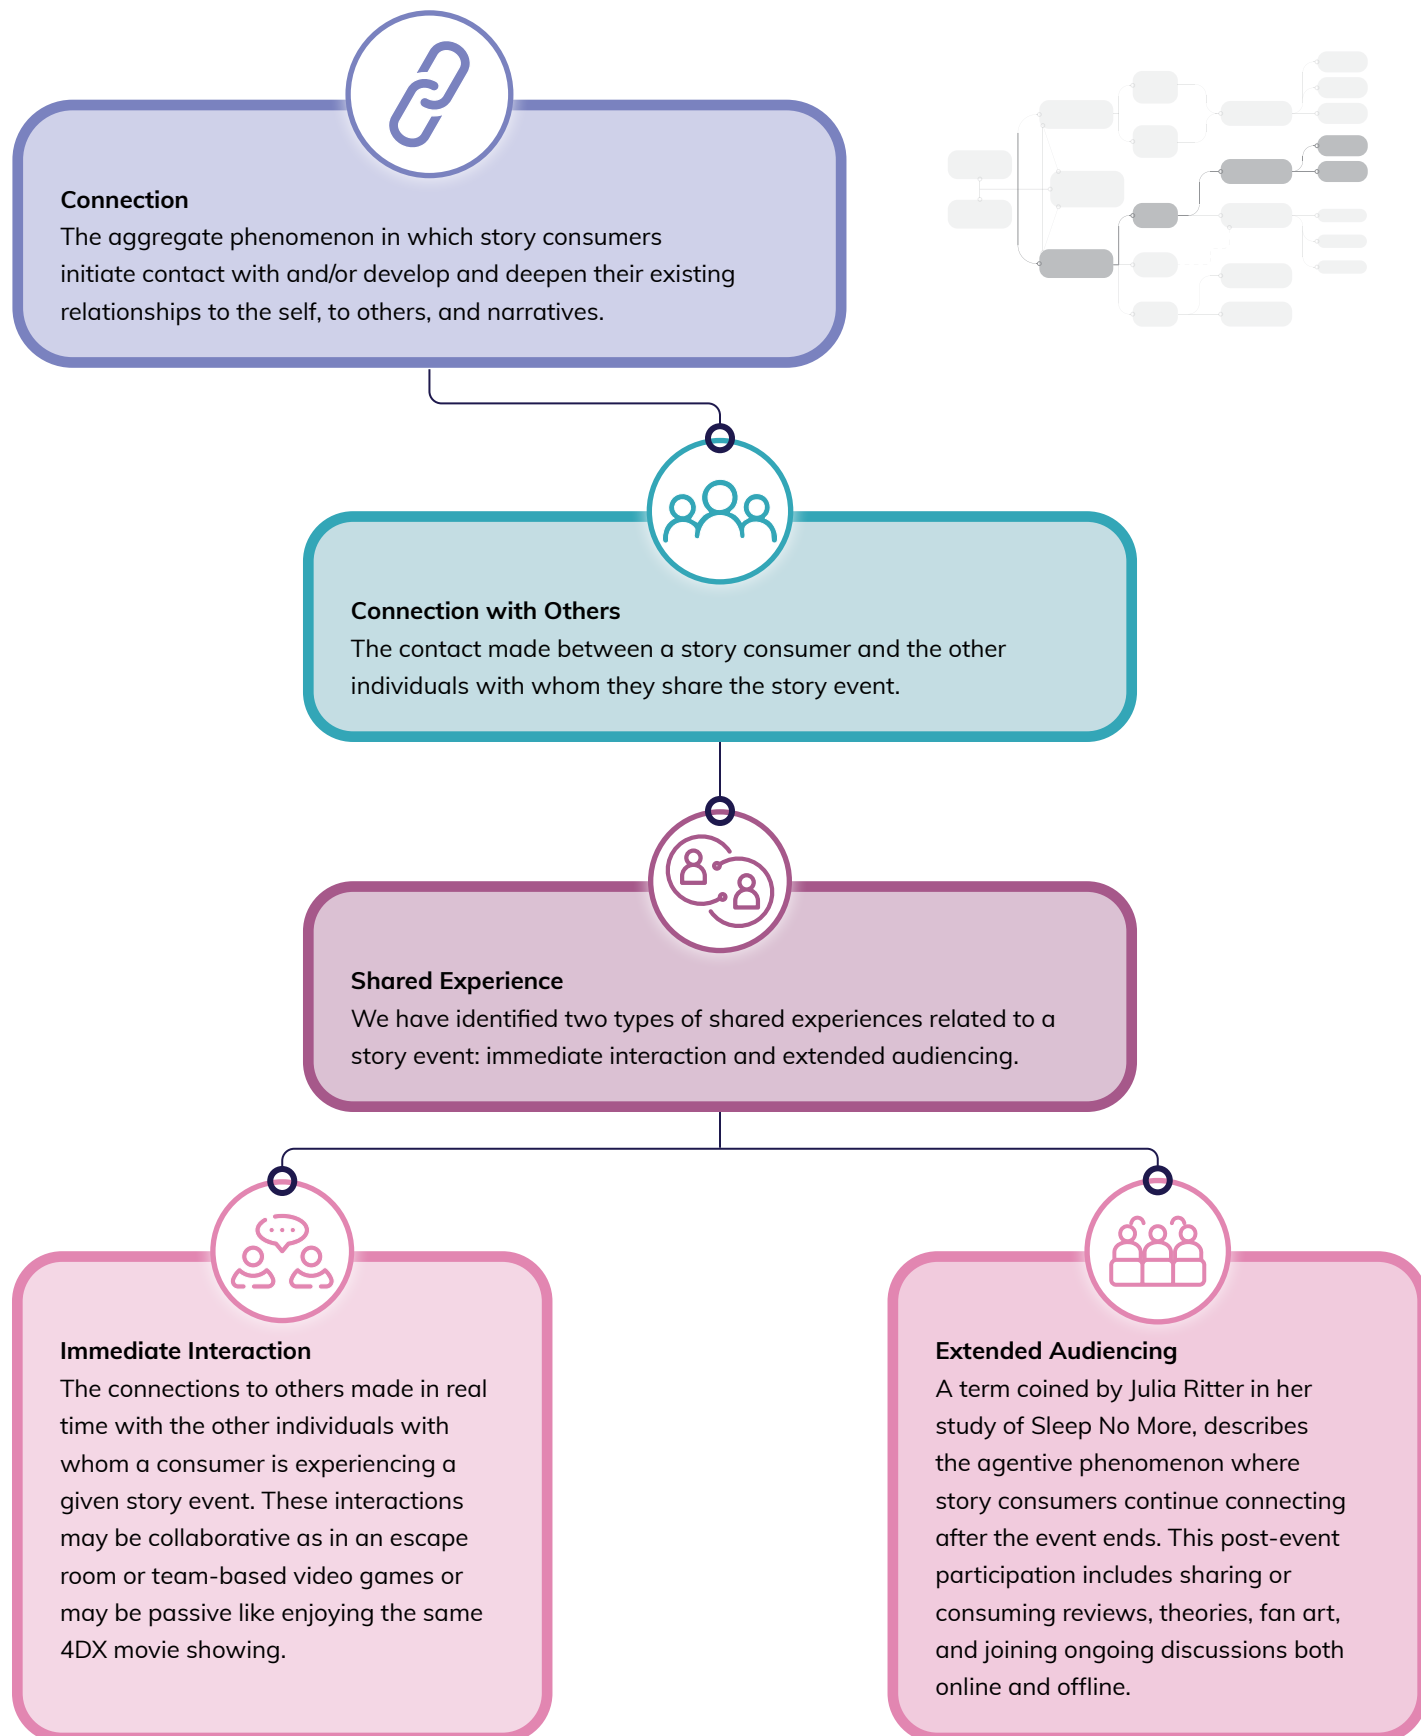 Connection
The aggregate phenomenon in which story consumers
initiate contact with and/or develop and deepen their existing
relationships to the self, to others, and narratives.
Connection with Others
The contact made between a story consumer and the other
individuals with whom they share the story event.
Shared Experience
We have identified two types of shared experiences related to a
story event: immediate interaction and extended audiencing.
Immediate Interaction
The connections to others made in real
time with the other individuals with
whom a consumer is experiencing a
given story event. These interactions
may be collaborative as in an escape
room or team-based video games or
may be passive like enjoying the same
4DX movie showing.
Extended Audiencing
A term coined by Julia Ritter in her
study of Sleep No More, describes
the agentive phenomenon where
story consumers continue connecting
after the event ends. This post-event
participation includes sharing or
consuming reviews, theories, fan art,
and joining ongoing discussions both
online and offline.